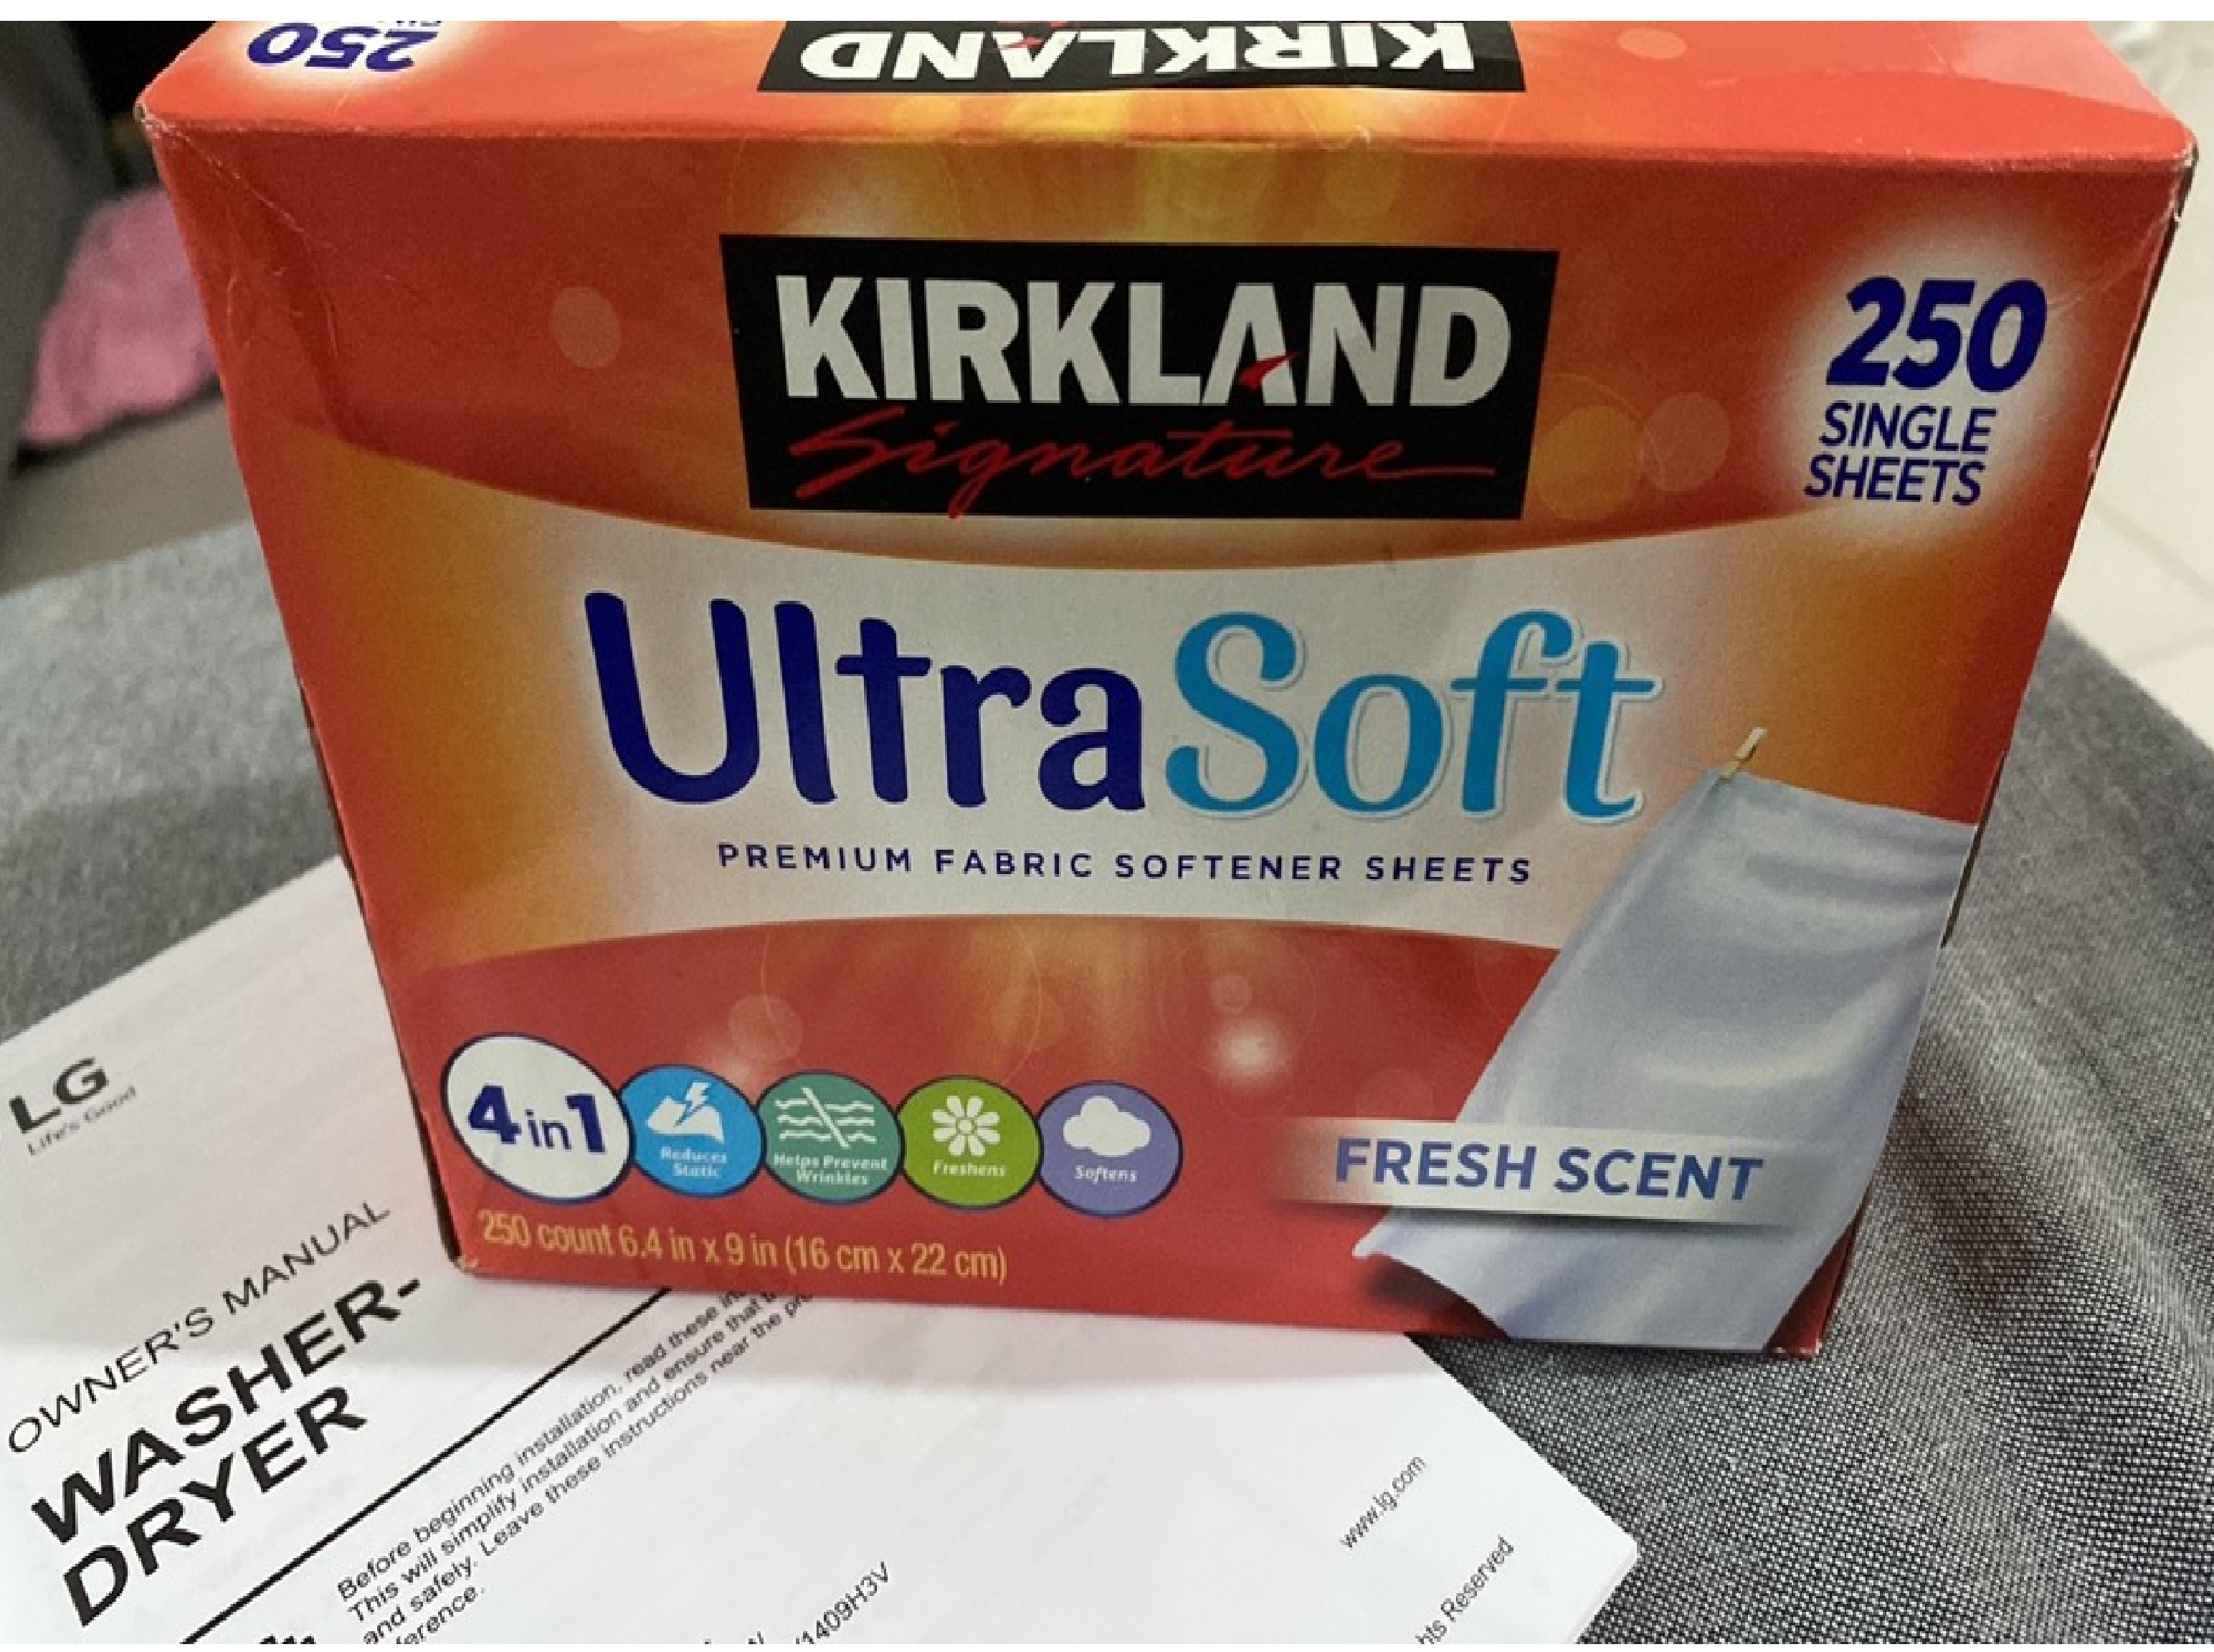 250
KIRKLAND
KIRKLAND
Signature
250
SINGLE
SHEETS
UltraSoft
PREMIUM FABRIC SOFTENER SHEETS
4in1
Reduces
Static
Helps Prevent
Wrinkles
Freshens
Softens
FRESH SCENT
250 count 6.4 in x 9 in (16 cm x 22 cm)
LG
Life's Good
OWNER'S MANUAL
WASHER-
DRYER
Before beginning installation, read these
This will simplify installation and ensure that
and safely. Leave these instructions near the
1409H3V
www.lg.com
Reserved